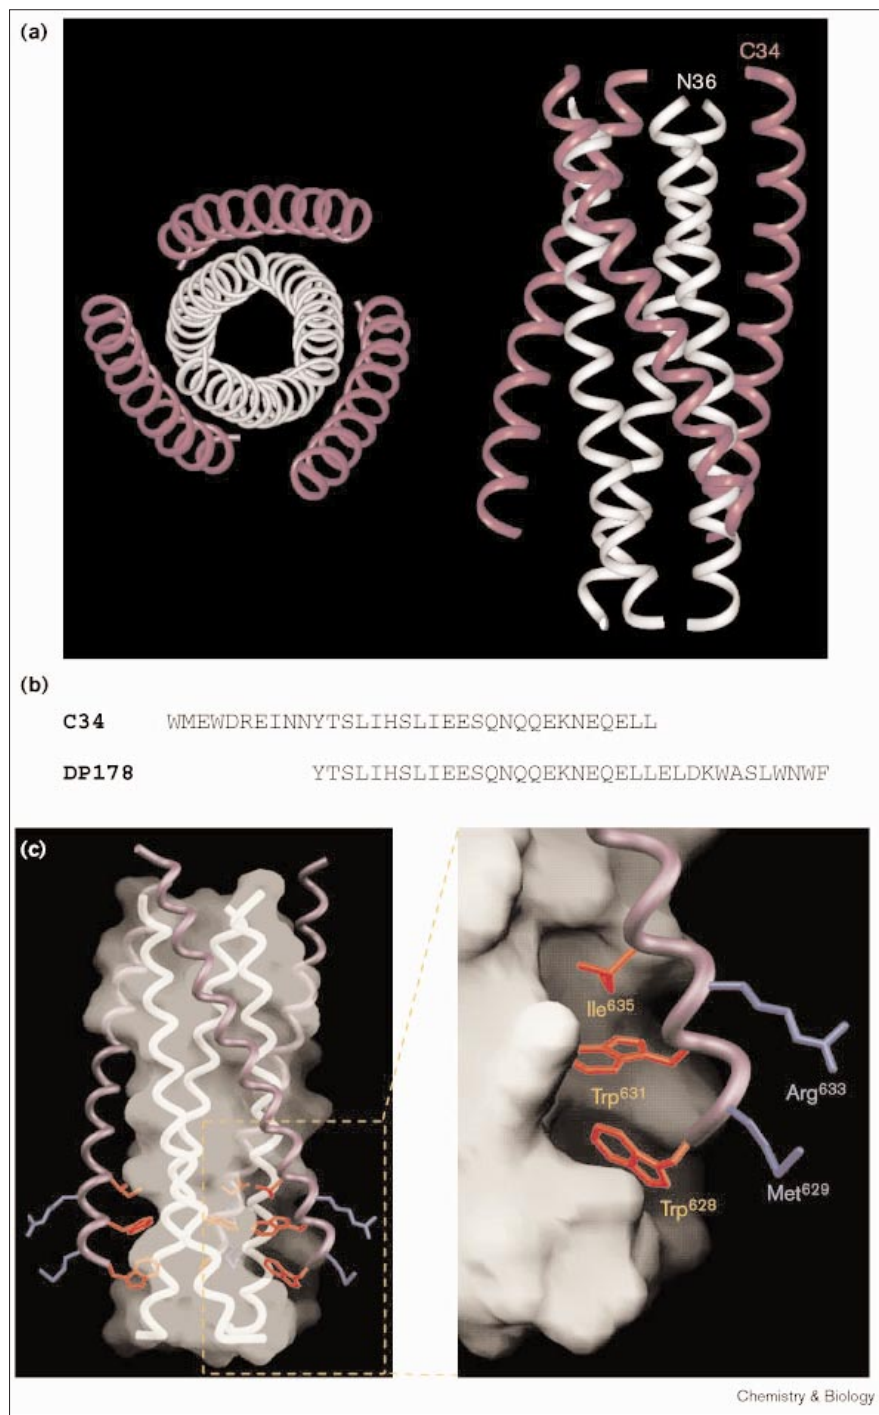 (a)
C34
N36
(b)
C34 WMEWDREINNYTSLIHSLIEESQNQQEKNEQELL
DP178 YTSLIHSLIEESQNQQEKNEQELLELDKWASLWNWF
(c)
Ile635
Trp631
Arg633
Trp628
Met629
Chemistry & Biology